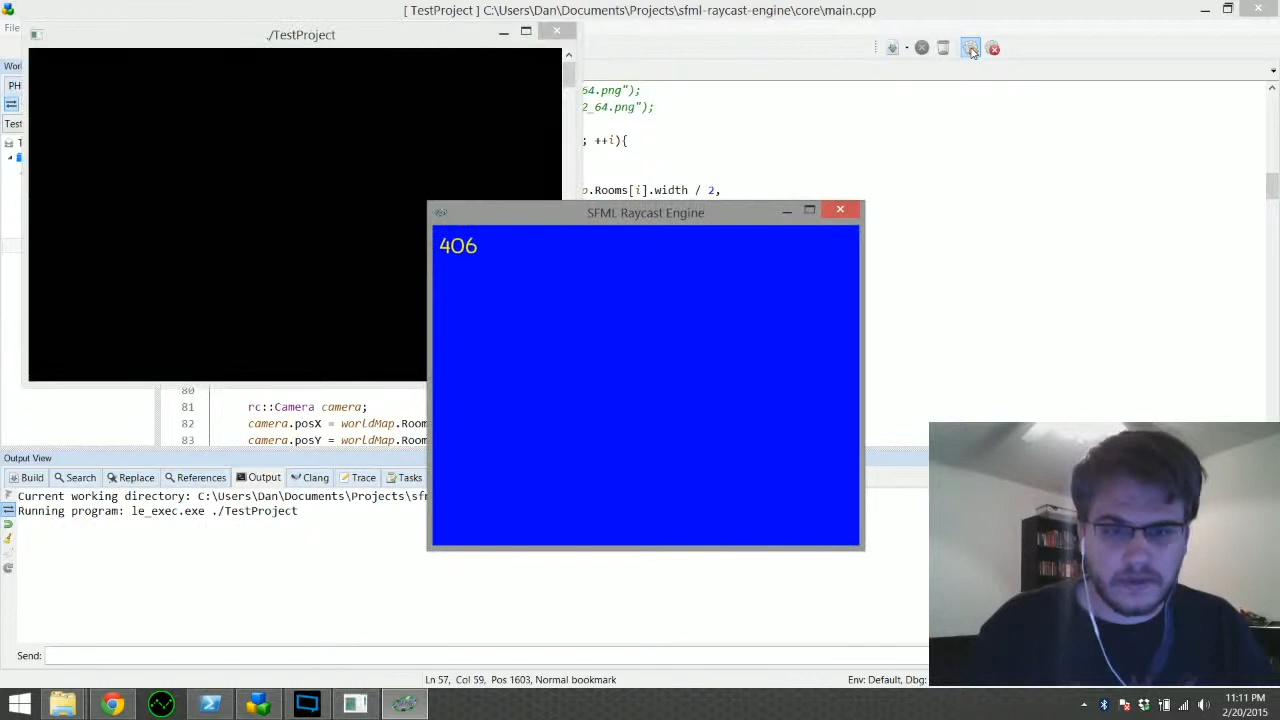 [ TestProject ] C:\Users\Dan\Documents\Projects\sfml-raycast-engine\core\main.cpp
File
./TestProject
64.png");
2_64.png");
; ++i){
p.Rooms[i].width / 2,
SFML Raycast Engine
406
80
81 rc::Camera camera;
82 camera.posX = worldMap.Room
83 camera.posY = worldMap.Room
Output View
Build Search Replace References Output Clang Trace Tasks
Current working directory: C:\Users\Dan\Documents\Projects\sfm
Running program: le_exec.exe ./TestProject
Send:
Ln 57, Col 59, Pos 1603, Normal bookmark
Env: Default, Dbg:
11:11 PM
2/20/2015